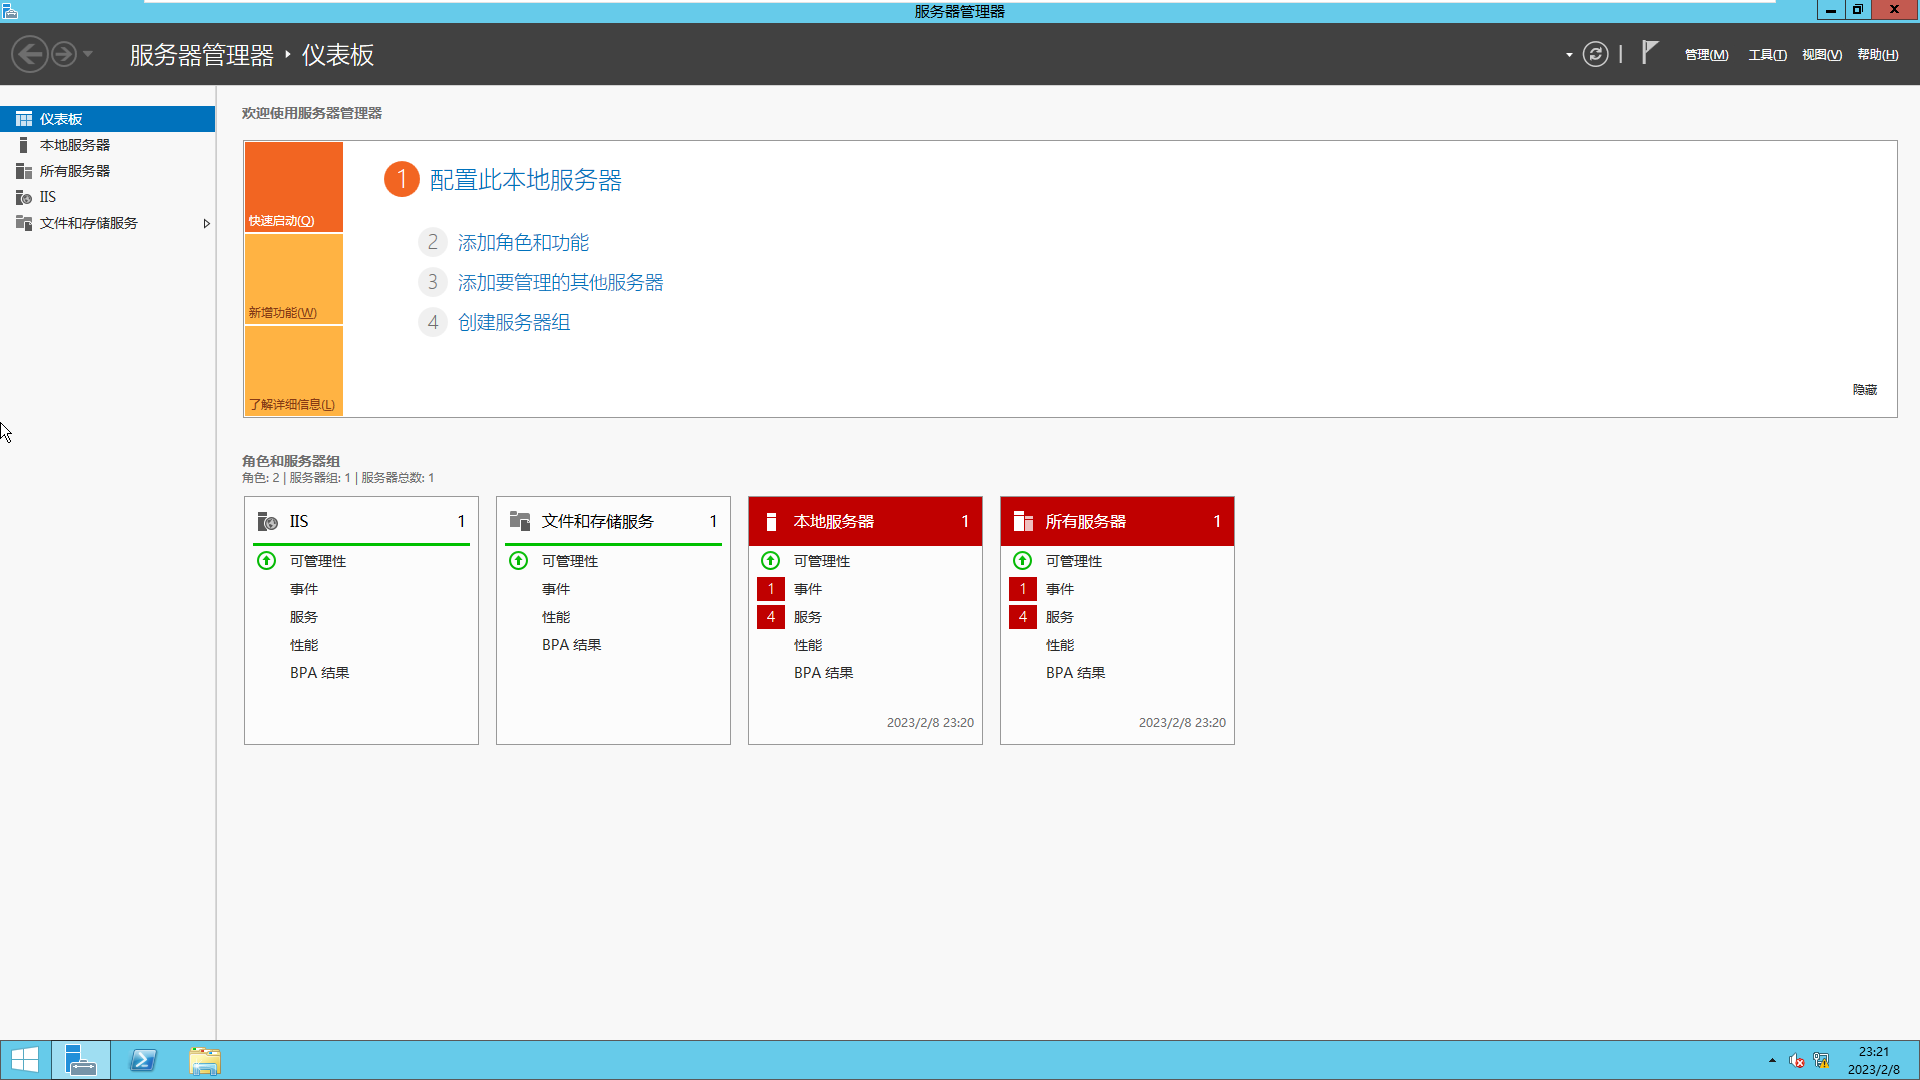 服务器管理器
服务器管理器 ‣ 仪表板
管理(M) 工具(T) 视图(V) 帮助(H)
仪表板
本地服务器
所有服务器
IIS
文件和存储服务
欢迎使用服务器管理器
快速启动(Q)
新增功能(W)
了解详细信息(L)
1 配置此本地服务器
2 添加角色和功能
3 添加要管理的其他服务器
4 创建服务器组
隐藏
角色和服务器组
角色: 2 | 服务器组: 1 | 服务器总数: 1
IIS 1
可管理性
事件
服务
性能
BPA 结果
文件和存储服务 1
可管理性
事件
性能
BPA 结果
本地服务器 1
可管理性
1 事件
4 服务
性能
BPA 结果
2023/2/8 23:20
所有服务器 1
可管理性
1 事件
4 服务
性能
BPA 结果
2023/2/8 23:20
23:21
2023/2/8